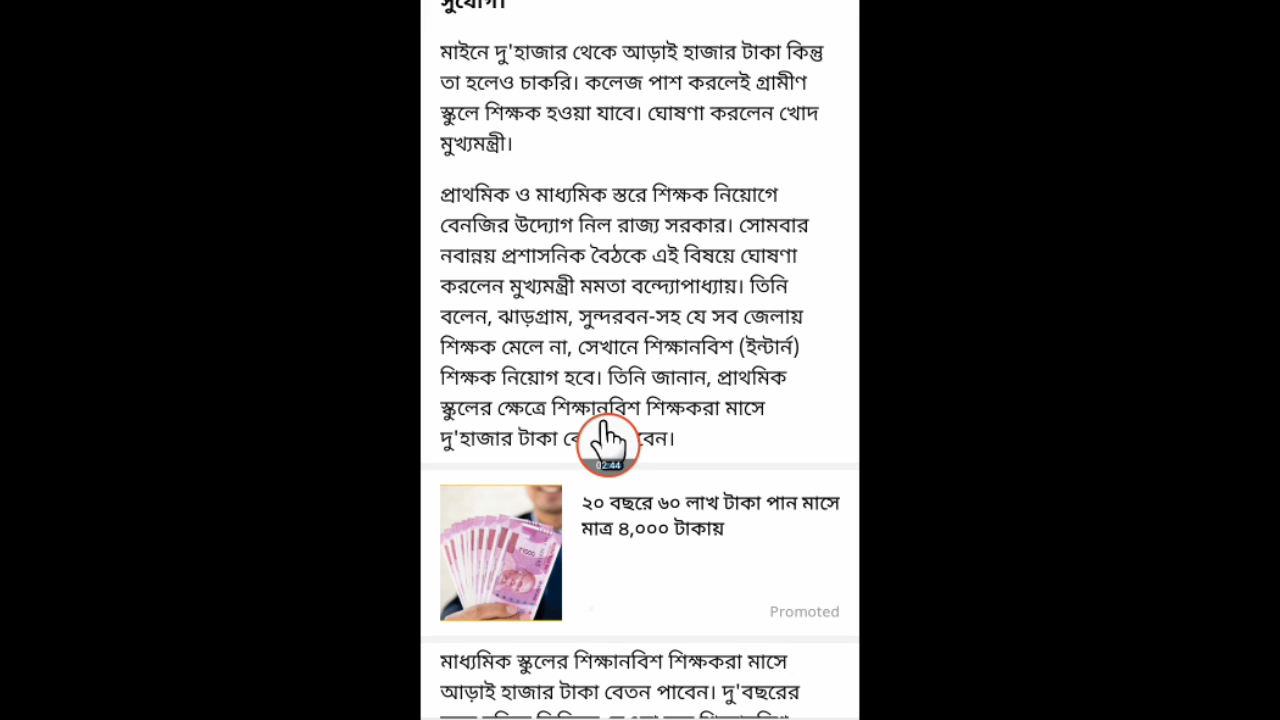 সুযোগ।
মাইনে দু'হাজার থেকে আড়াই হাজার টাকা কিন্তু
তা হলেও চাকরি। কলেজ পাশ করলেই গ্রামীণ
স্কুলে শিক্ষক হওয়া যাবে। ঘোষণা করলেন খোদ
মুখ্যমন্ত্রী।
প্রাথমিক ও মাধ্যমিক স্তরে শিক্ষক নিয়োগে
বেনজির উদ্যোগ নিল রাজ্য সরকার। সোমবার
নবান্নয় প্রশাসনিক বৈঠকে এই বিষয়ে ঘোষণা
করলেন মুখ্যমন্ত্রী মমতা বন্দ্যোপাধ্যায়। তিনি
বলেন, ঝাড়গ্রাম, সুন্দরবন-সহ যে সব জেলায়
শিক্ষক মেলে না, সেখানে শিক্ষানবিশ (ইন্টার্ন)
শিক্ষক নিয়োগ হবে। তিনি জানান, প্রাথমিক
স্কুলের ক্ষেত্রে শিক্ষানবিশ শিক্ষকরা মাসে
দু'হাজার টাকা
02:44
২০ বছরে ৬০ লাখ টাকা পান মাসে
মাত্র ৪,০০০ টাকায়
Promoted
মাধ্যমিক স্কুলের শিক্ষানবিশ শিক্ষকরা মাসে
আড়াই হাজার টাকা বেতন পাবেন। দু'বছরের